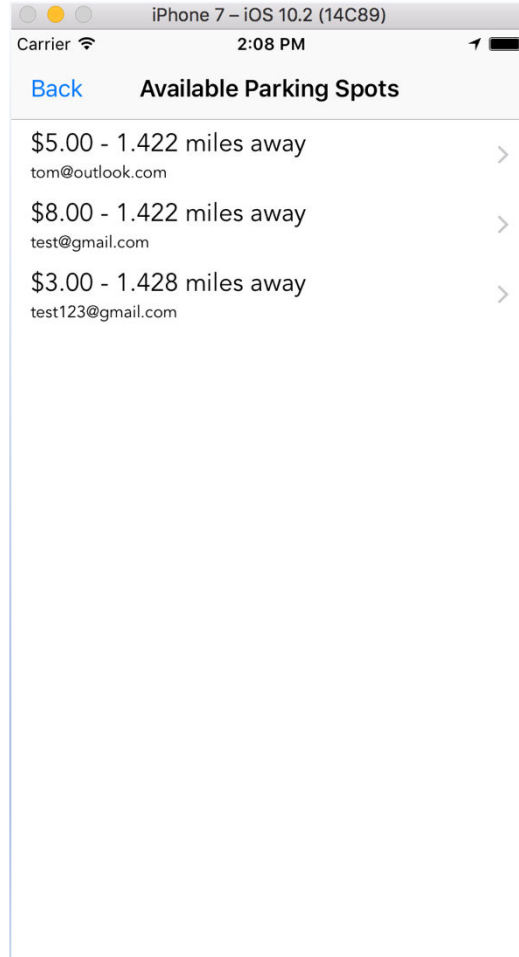 iPhone 7 – iOS 10.2 (14C89)
Carrier 2:08 PM
Back Available Parking Spots
$5.00 - 1.422 miles away
tom@outlook.com
$8.00 - 1.422 miles away
test@gmail.com
$3.00 - 1.428 miles away
test123@gmail.com